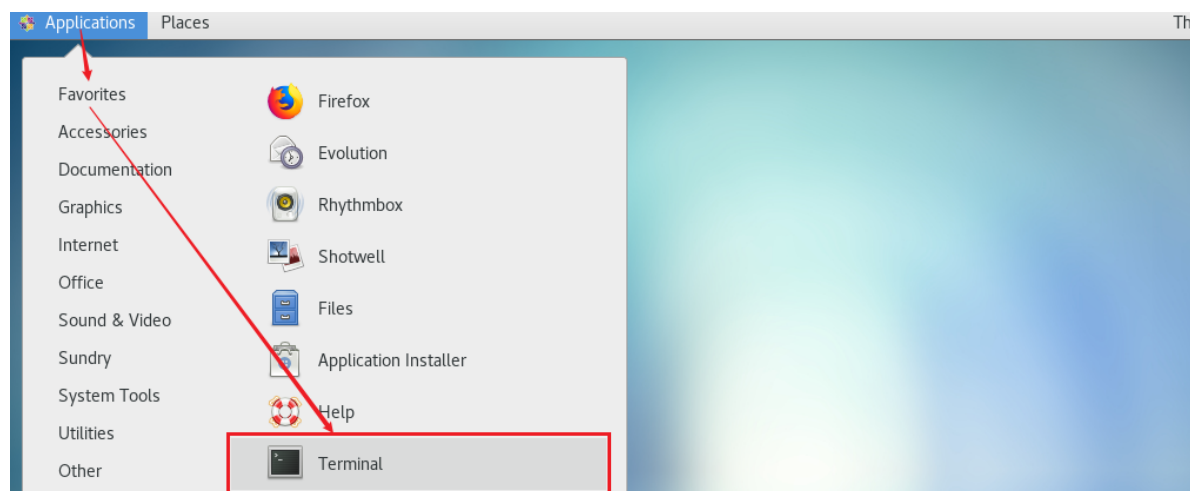 Applications Places Th
Favorites
Accessories
Documentation
Graphics
Internet
Office
Sound & Video
Sundry
System Tools
Utilities
Other
Firefox
Evolution
Rhythmbox
Shotwell
Files
Application Installer
Help
Terminal